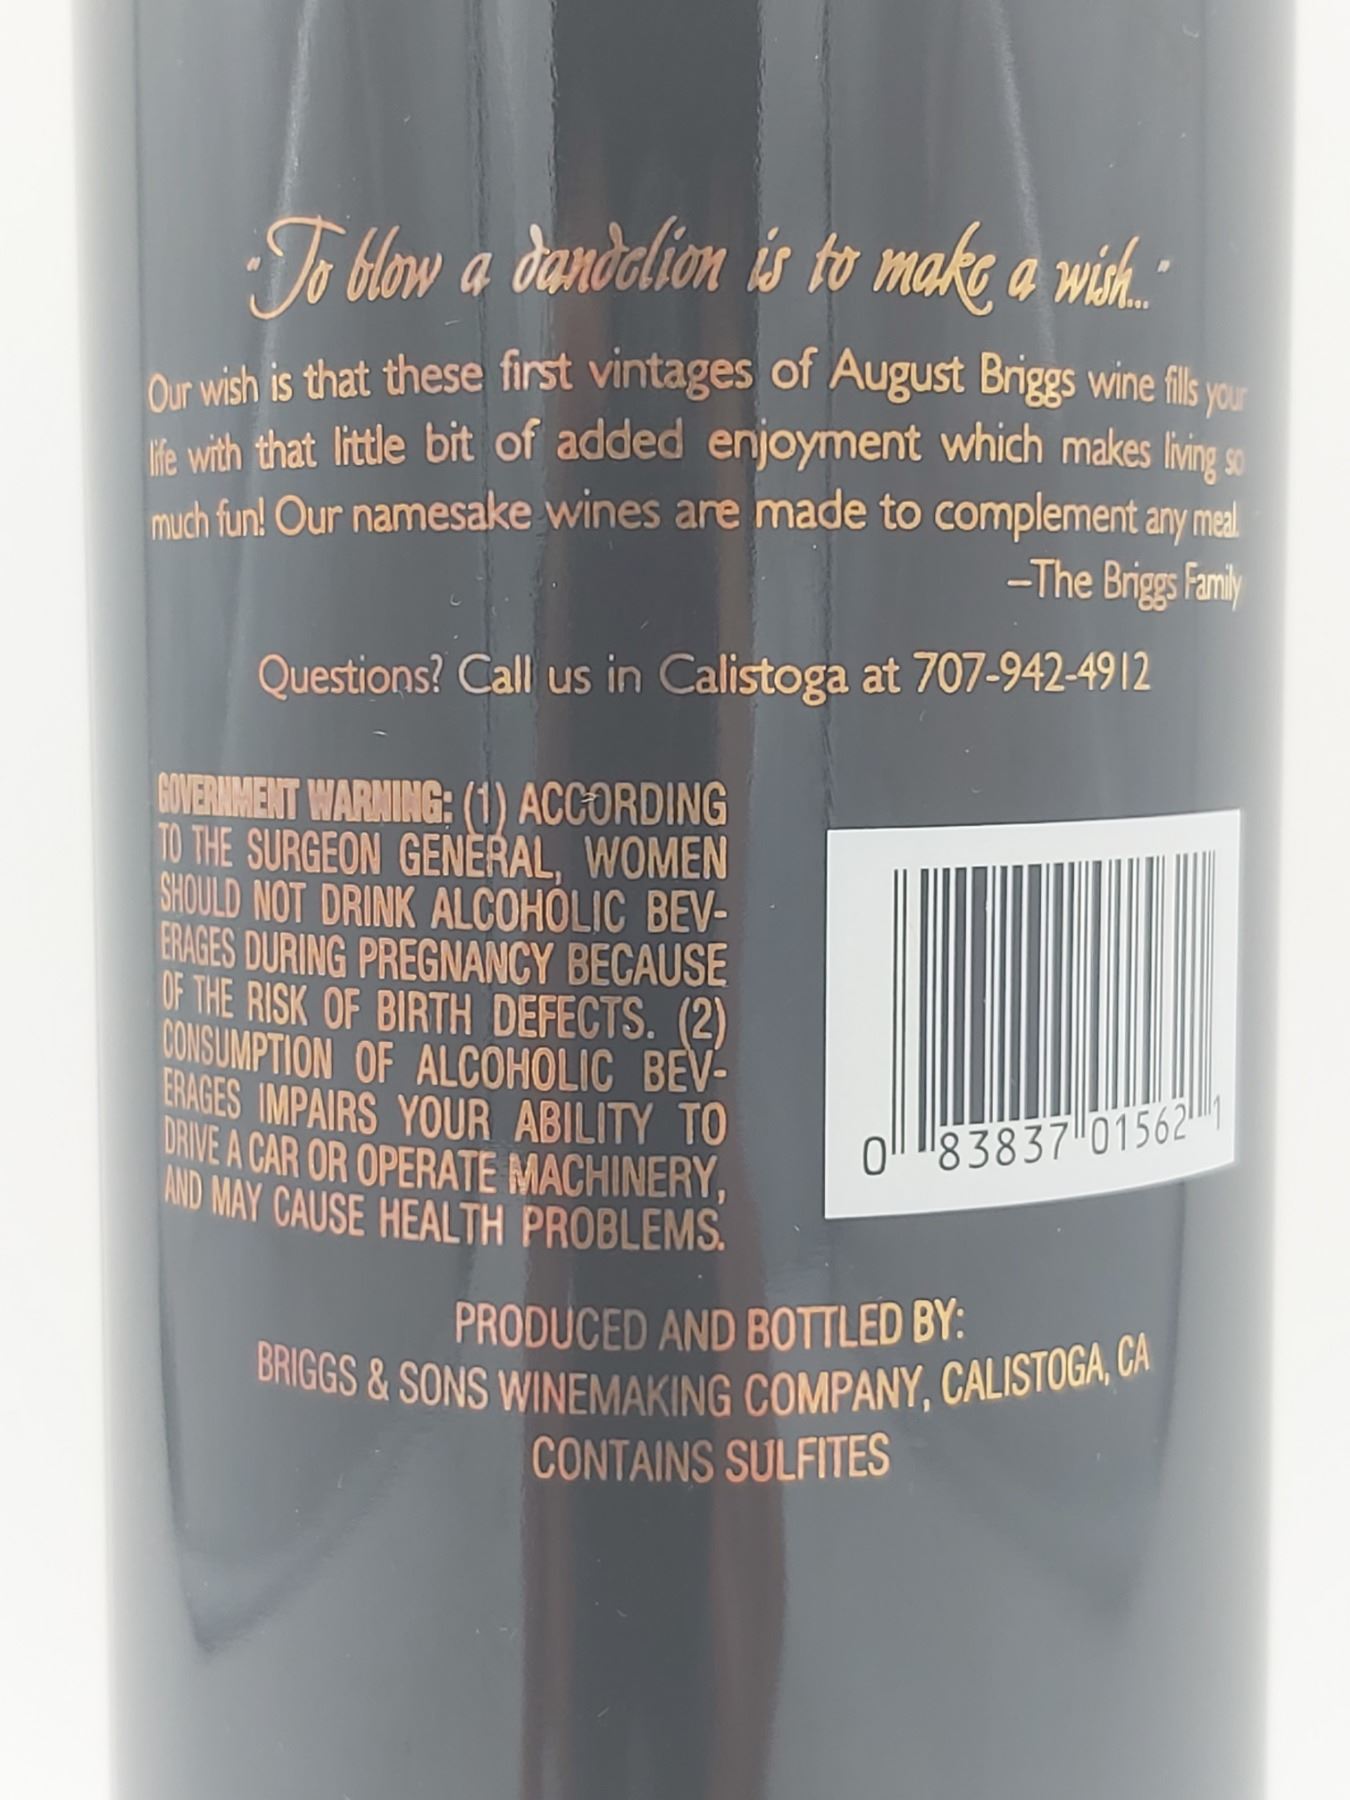 "To blow a dandelion is to make a wish..."
Our wish is that these first vintages of August Briggs wine fills your
life with that little bit of added enjoyment which makes living so
much fun! Our namesake wines are made to complement any meal.
–The Briggs Family
Questions? Call us in Calistoga at 707-942-4912
GOVERNMENT WARNING: (1) ACCORDING
TO THE SURGEON GENERAL, WOMEN
SHOULD NOT DRINK ALCOHOLIC BEV-
ERAGES DURING PREGNANCY BECAUSE
OF THE RISK OF BIRTH DEFECTS. (2)
CONSUMPTION OF ALCOHOLIC BEV-
ERAGES IMPAIRS YOUR ABILITY TO
DRIVE A CAR OR OPERATE MACHINERY,
AND MAY CAUSE HEALTH PROBLEMS.
0 83837 01562 1
PRODUCED AND BOTTLED BY:
BRIGGS & SONS WINEMAKING COMPANY, CALISTOGA, CA
CONTAINS SULFITES